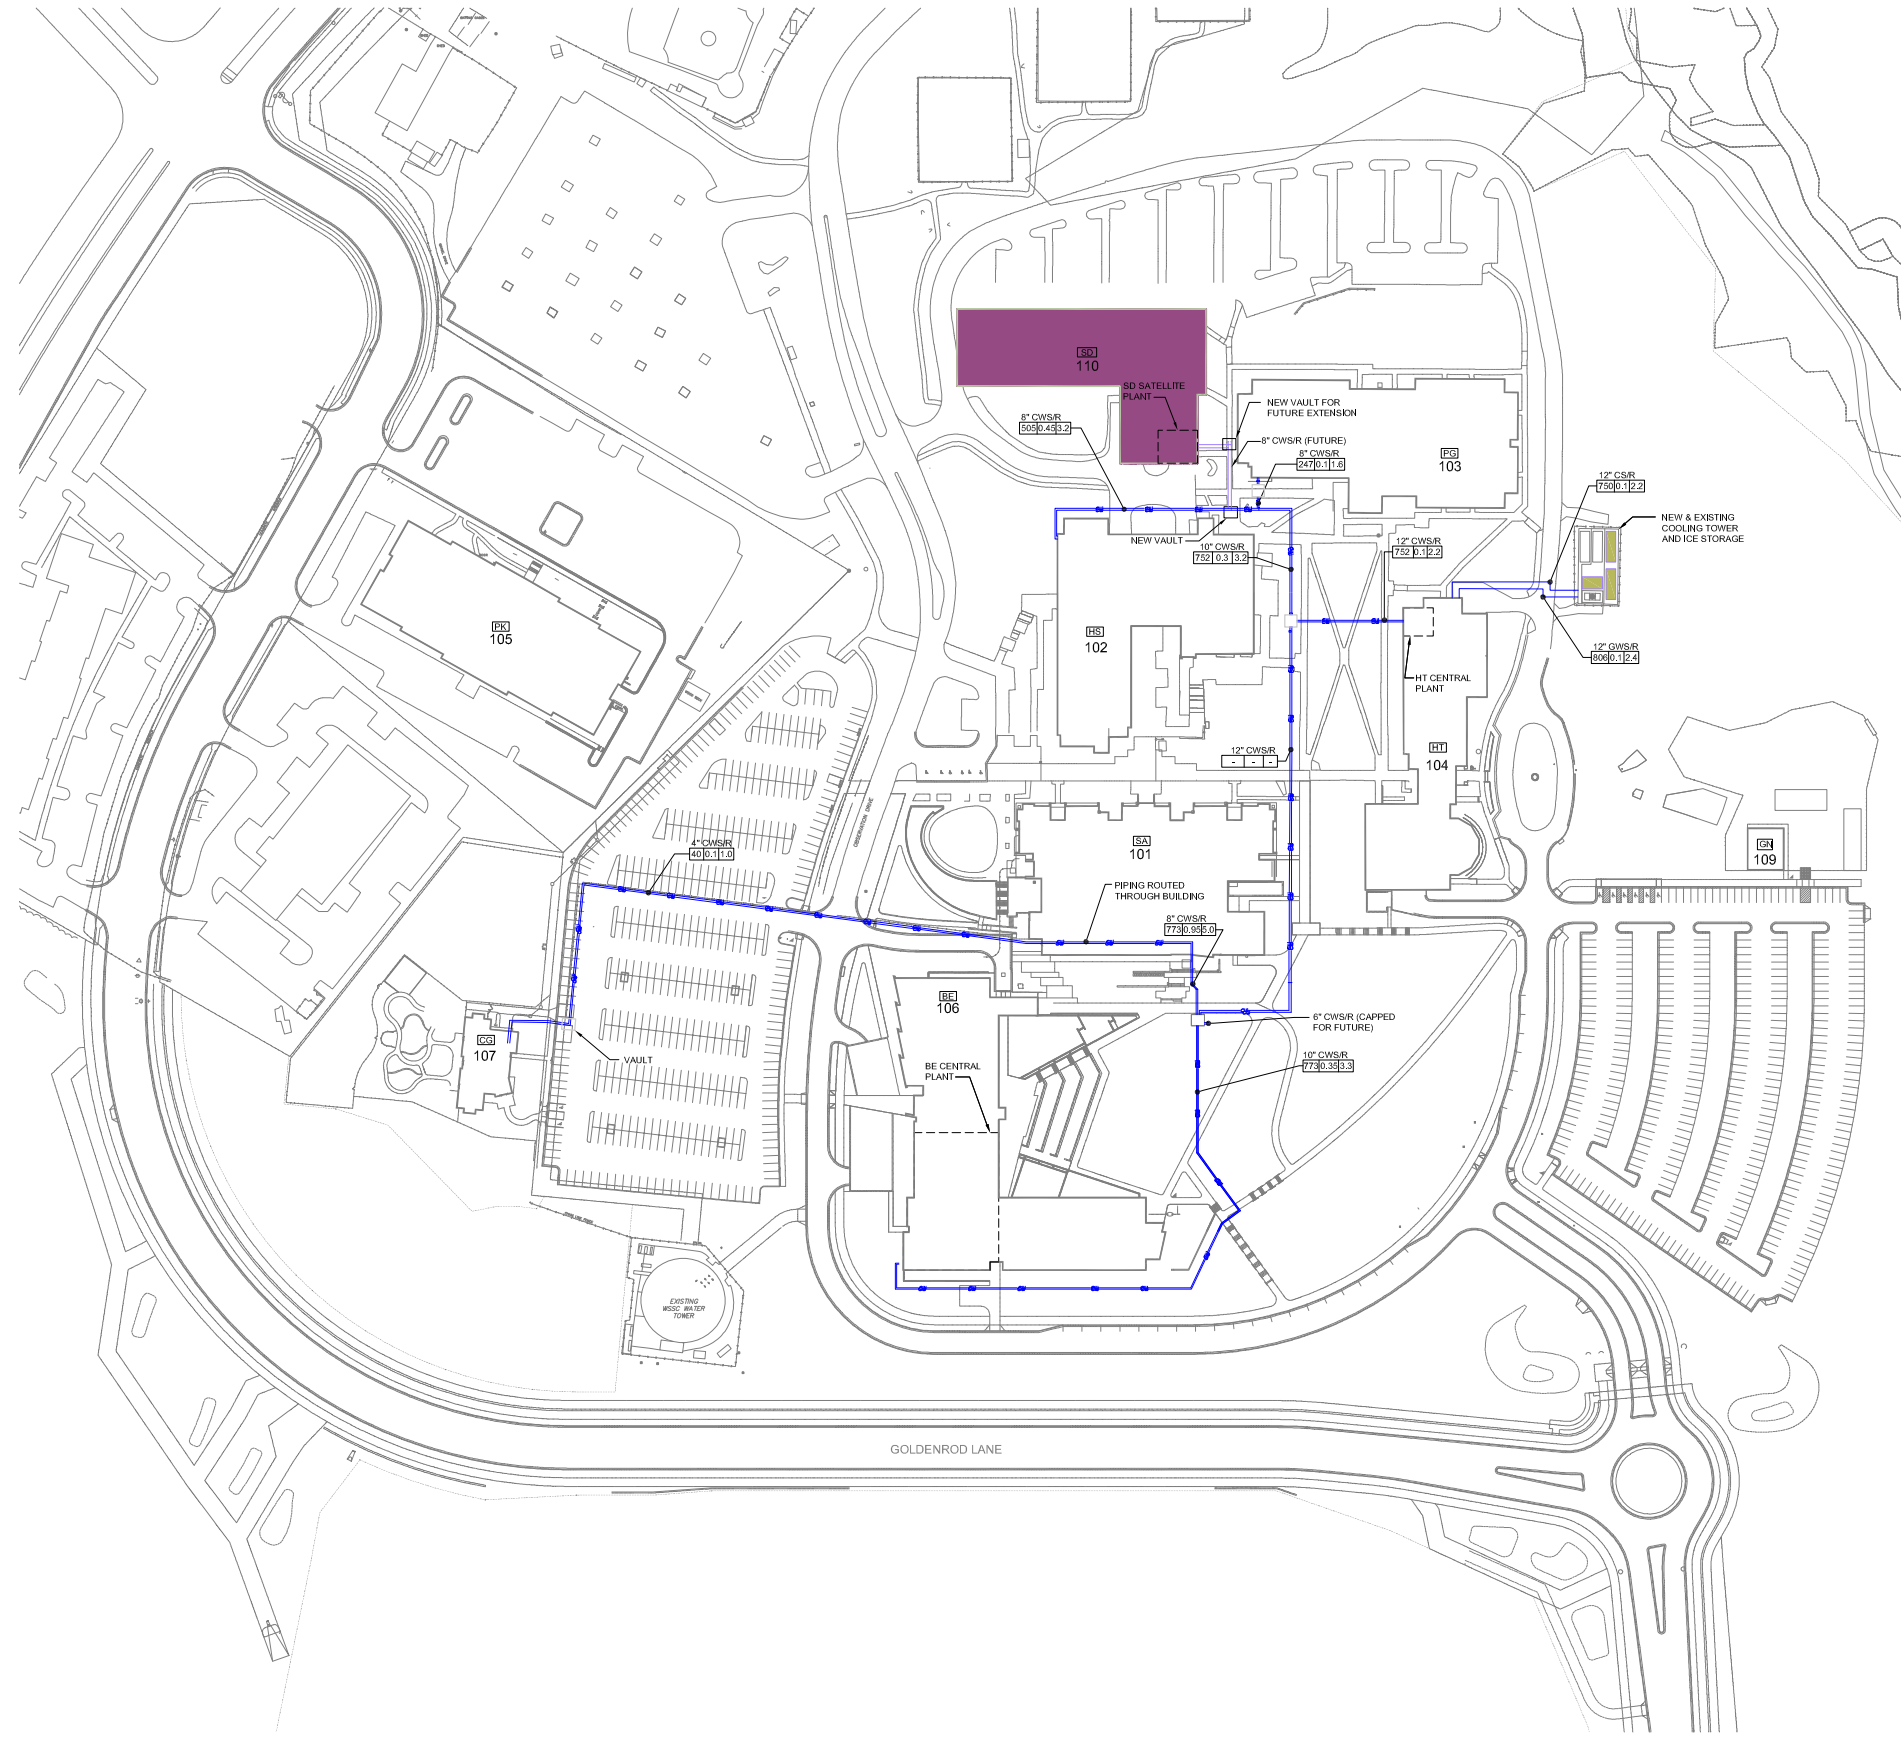 SD
110
SD SATELLITE
PLANT
NEW VAULT FOR
FUTURE EXTENSION
8" CWS/R
505 0.45 3.2
8" CWS/R (FUTURE)
8" CWS/R
247 0.1 1.6
PG
103
12" CS/R
750 0.1 2.2
NEW & EXISTING
COOLING TOWER
AND ICE STORAGE
NEW VAULT
10" CWS/R
752 0.3 3.2
12" CWS/R
752 0.1 2.2
PK
105
HS
102
12" GWS/R
806 0.1 2.4
HT CENTRAL
PLANT
12" CWS/R
- - -
HT
104
OBSERVATION DRIVE
4" CWS/R
40 0.1 1.0
SA
101
GN
109
PIPING ROUTED
THROUGH BUILDING
8" CWS/R
773 0.95 5.0
BE
106
6" CWS/R (CAPPED
FOR FUTURE)
CG
107
VAULT
BE CENTRAL
PLANT
10" CWS/R
773 0.35 3.3
EXISTING
WSSC WATER
TOWER
GOLDENROD LANE